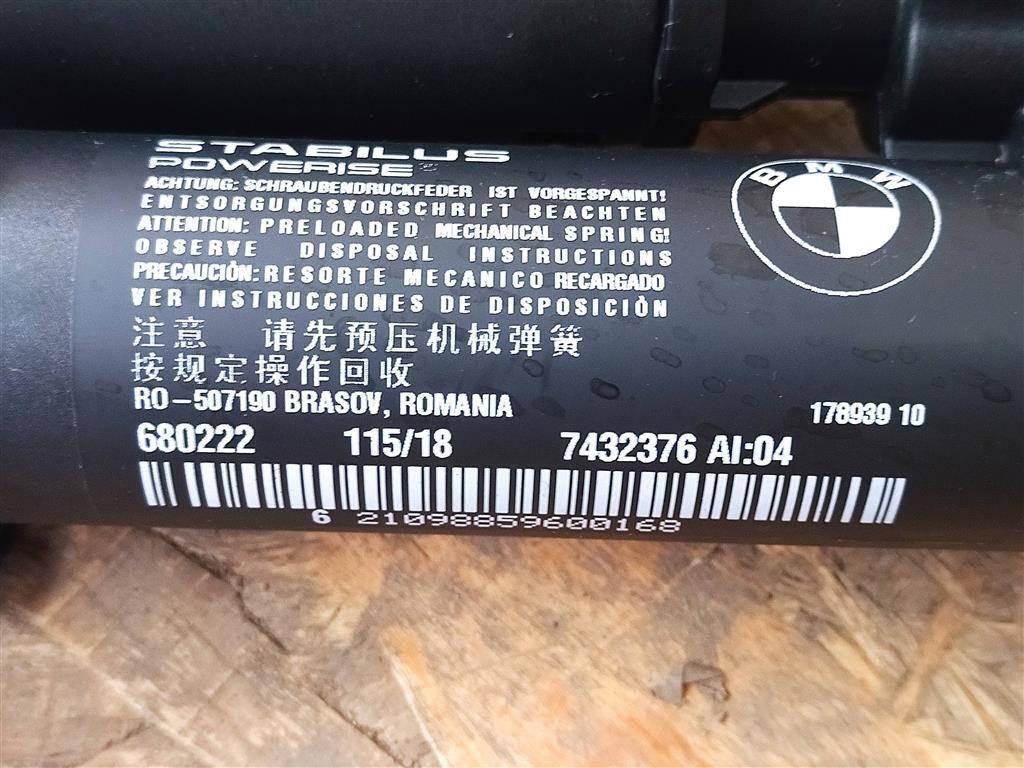 STABILUS
POWERISE
ACHTUNG: SCHRAUBENDRUCKFEDER IST VORGESPANNT!
ENTSORGUNGSVORSCHRIFT BEACHTEN
ATTENTION: PRELOADED MECHANICAL SPRING!
OBSERVE DISPOSAL INSTRUCTIONS
PRECAUCIÒN: RESORTE MECANICO RECARGADO
VER INSTRUCCIONES DE DISPOSICIÒN
注意 请先预压机械弹簧
按规定操作回收
RO-507190 BRASOV, ROMANIA
178939 10
680222 115/18 7432376 AI:04
6 21098859600168
BMW